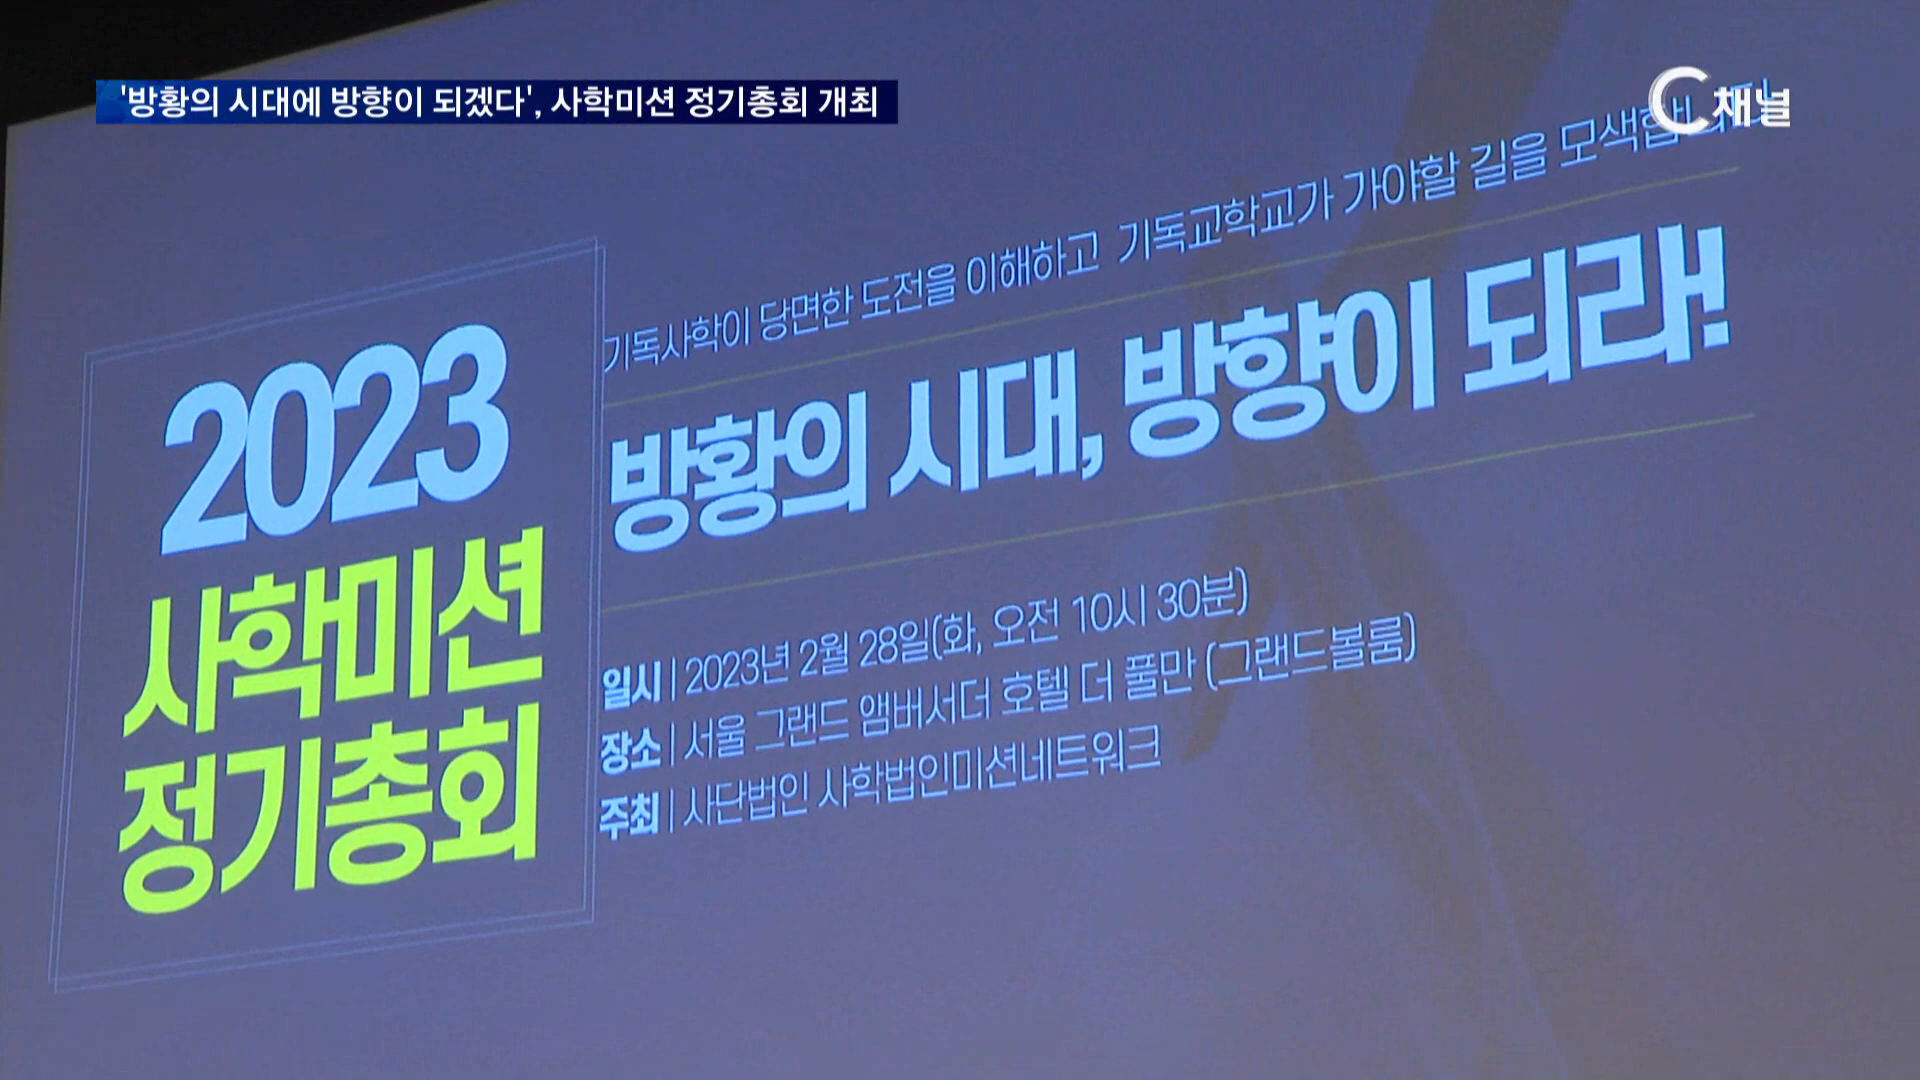 '방황의 시대에 방향이 되겠다', 사학미션 정기총회 개최
C채널
기독사학이 당면한 도전을 이해하고 기독교학교가 가야할 길을 모색합니다
방황의 시대, 방향이 되라!
2023
사학미션
정기총회
일시 | 2023년 2월 28일(화, 오전 10시 30분)
장소 | 서울 그랜드 앰버서더 호텔 더 풀만 (그랜드볼룸)
주최 | 사단법인 사학법인미션네트워크